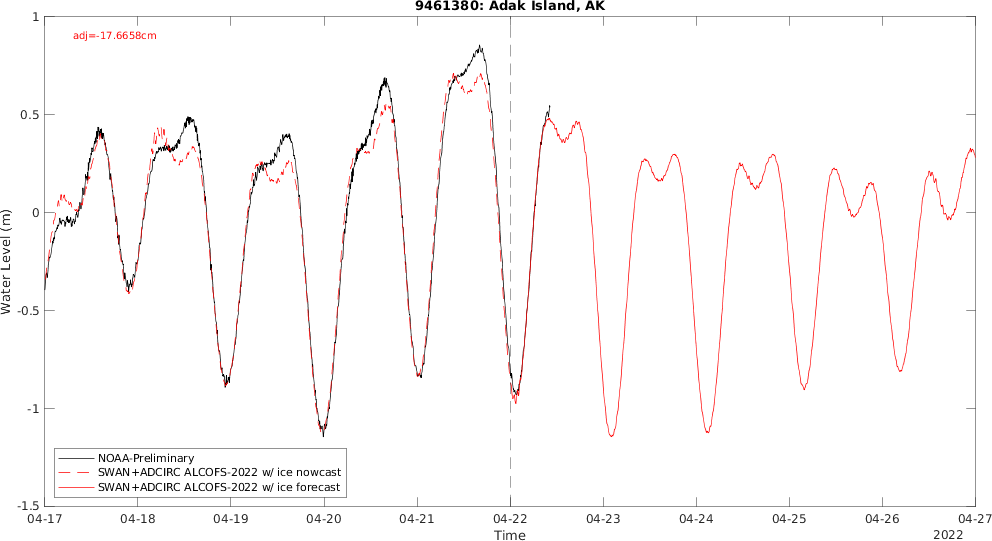 9461380: Adak Island, AK
adj=-17.6658cm
1
0.5
0
-0.5
-1
-1.5
Water Level (m)
NOAA-Preliminary
SWAN+ADCIRC ALCOFS-2022 w/ ice nowcast
SWAN+ADCIRC ALCOFS-2022 w/ ice forecast
04-17 04-18 04-19 04-20 04-21 04-22 04-23 04-24 04-25 04-26 04-27
Time
2022